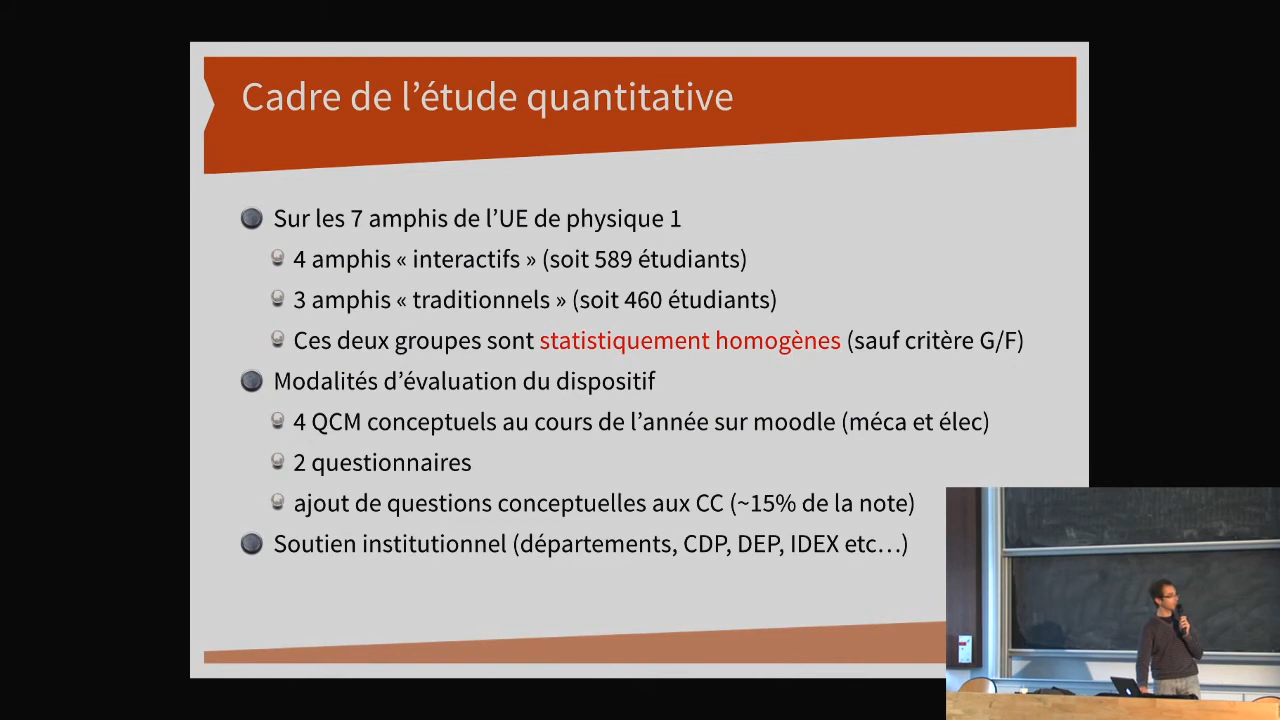 Cadre de l’étude quantitative
Sur les 7 amphis de l’UE de physique 1
4 amphis « interactifs » (soit 589 étudiants)
3 amphis « traditionnels » (soit 460 étudiants)
Ces deux groupes sont statistiquement homogènes (sauf critère G/F)
Modalités d’évaluation du dispositif
4 QCM conceptuels au cours de l’année sur moodle (méca et élec)
2 questionnaires
ajout de questions conceptuelles aux CC (~15% de la note)
Soutien institutionnel (départements, CDP, DEP, IDEX etc…)